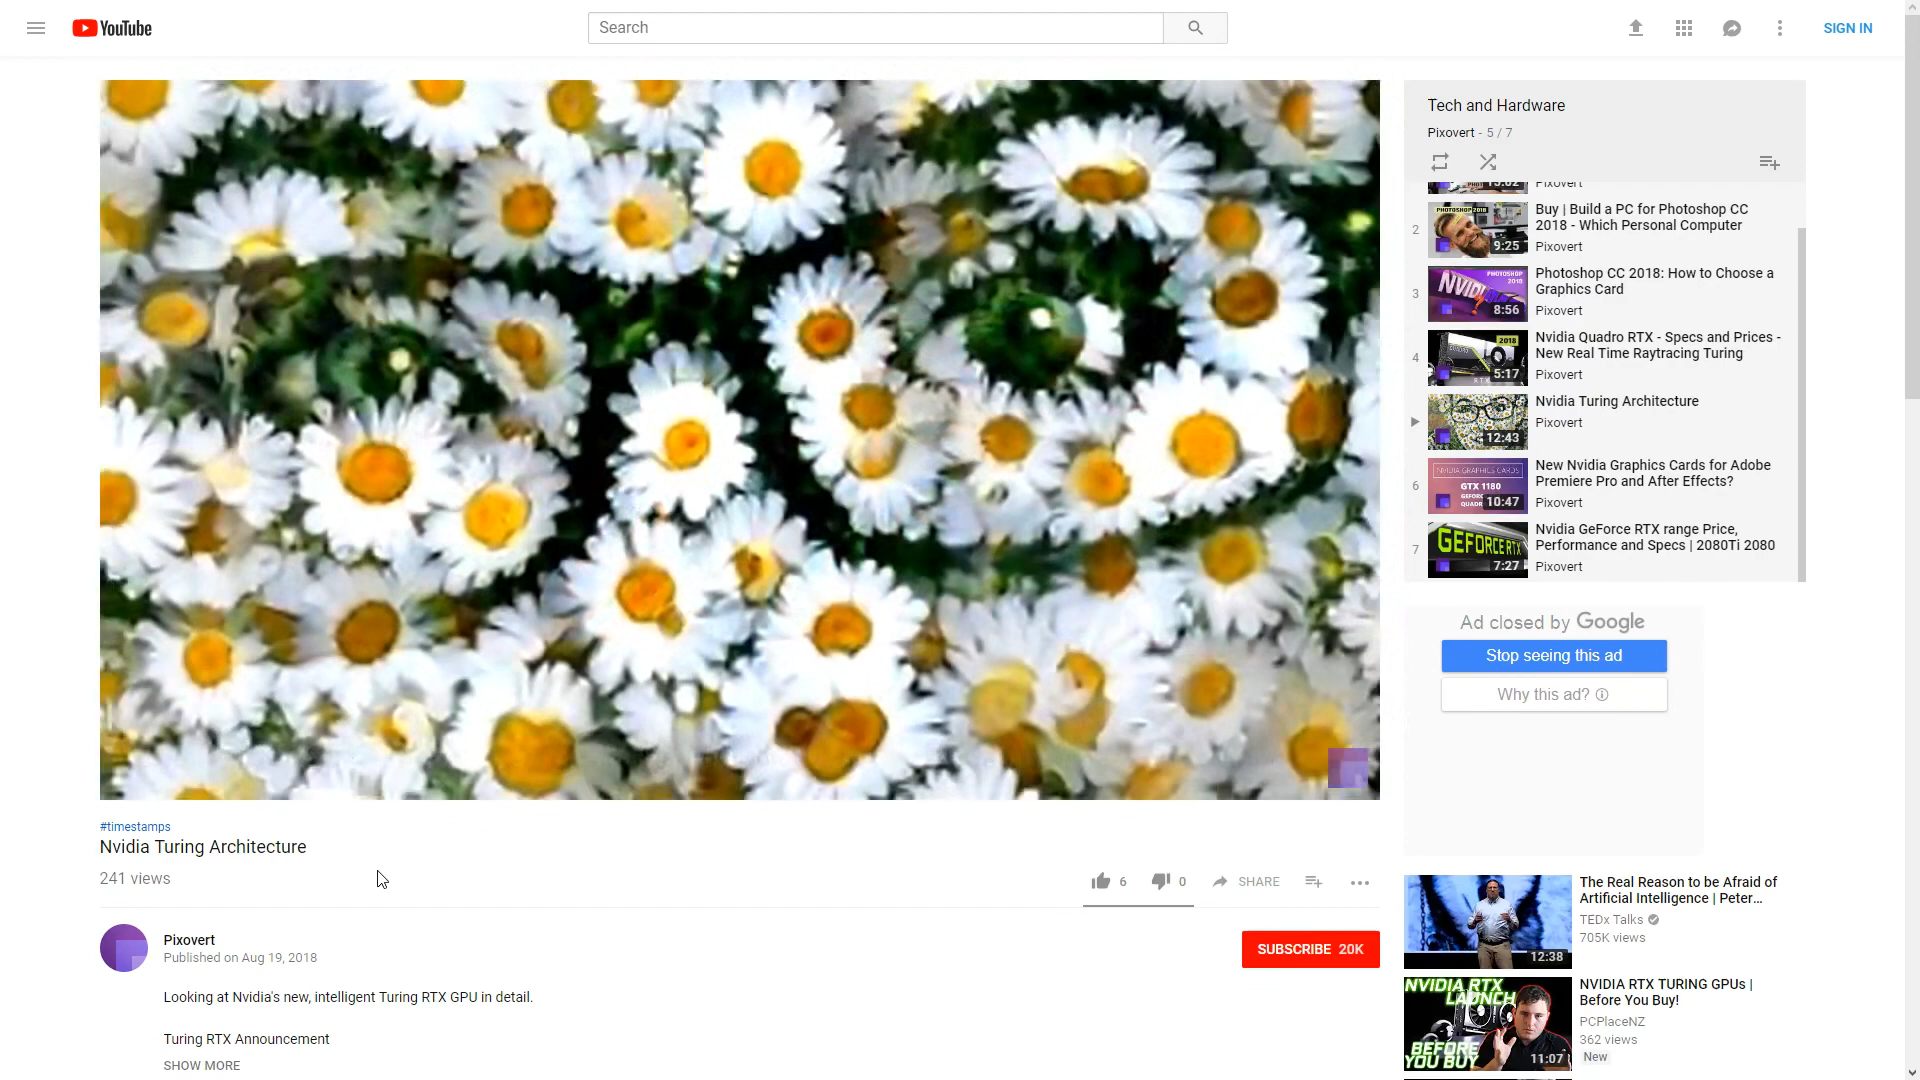 YouTube
Search
SIGN IN
Tech and Hardware
Pixovert - 5 / 7
13:02
Pixovert
2
PHOTOSHOP 2018
9:25
Buy | Build a PC for Photoshop CC
2018 - Which Personal Computer
Pixovert
3
PHOTOSHOP
2018
NVIDIA
8:56
Photoshop CC 2018: How to Choose a
Graphics Card
Pixovert
4
2018
QUADRO
RTX
5:17
Nvidia Quadro RTX - Specs and Prices -
New Real Time Raytracing Turing
Pixovert
12:43
Nvidia Turing Architecture
Pixovert
6
NVIDIA GRAPHICS CARDS
GTX 1180
10:47
New Nvidia Graphics Cards for Adobe
Premiere Pro and After Effects?
Pixovert
7
GEFORCE RTX
7:27
Nvidia GeForce RTX range Price,
Performance and Specs | 2080Ti 2080
Pixovert
Ad closed by Google
Stop seeing this ad
Why this ad?
#timestamps
Nvidia Turing Architecture
241 views
6
0
SHARE
Pixovert
Published on Aug 19, 2018
SUBSCRIBE 20K
Looking at Nvidia's new, intelligent Turing RTX GPU in detail.
Turing RTX Announcement
SHOW MORE
12:38
The Real Reason to be Afraid of
Artificial Intelligence | Peter...
TEDx Talks
705K views
NVIDIA RTX
LAUNCH
BEFORE
YOU BUY
11:07
NVIDIA RTX TURING GPUs |
Before You Buy!
PCPlaceNZ
362 views
New